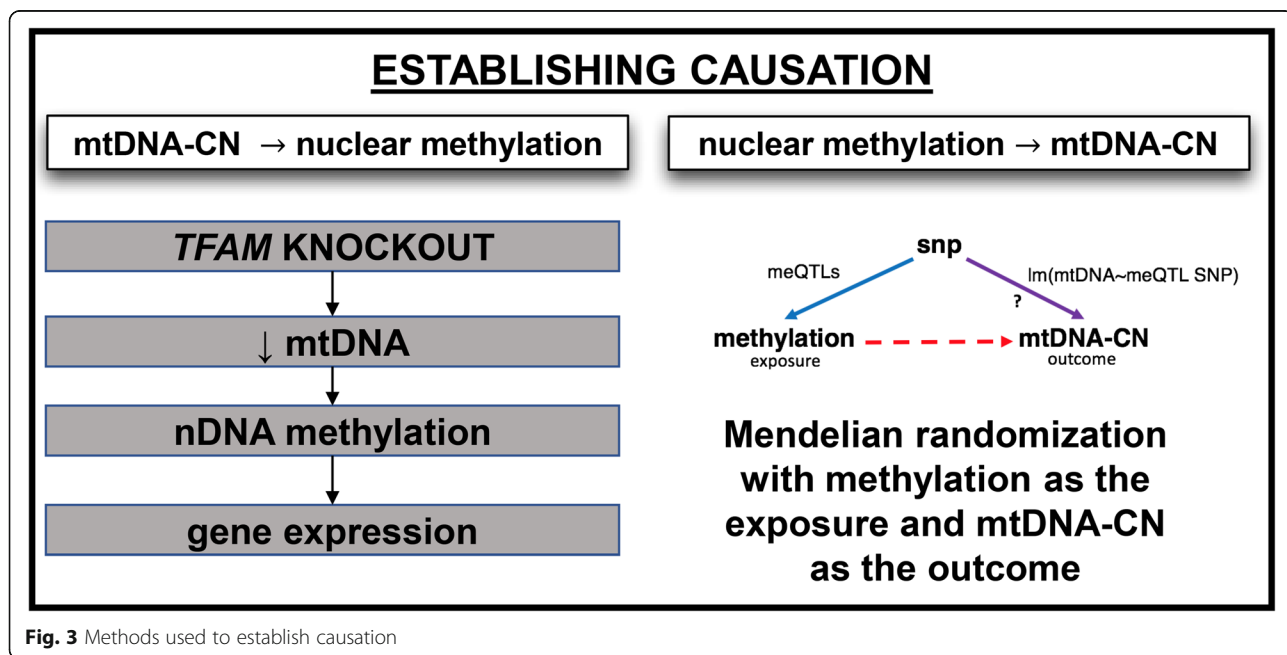 ESTABLISHING CAUSATION
mtDNA-CN → nuclear methylation
TFAM KNOCKOUT
↓ mtDNA
nDNA methylation
gene expression
nuclear methylation → mtDNA-CN
snp
meQTLs
lm(mtDNA~meQTL SNP)
?
methylation
exposure
mtDNA-CN
outcome
Mendelian randomization
with methylation as the
exposure and mtDNA-CN
as the outcome
Fig. 3 Methods used to establish causation